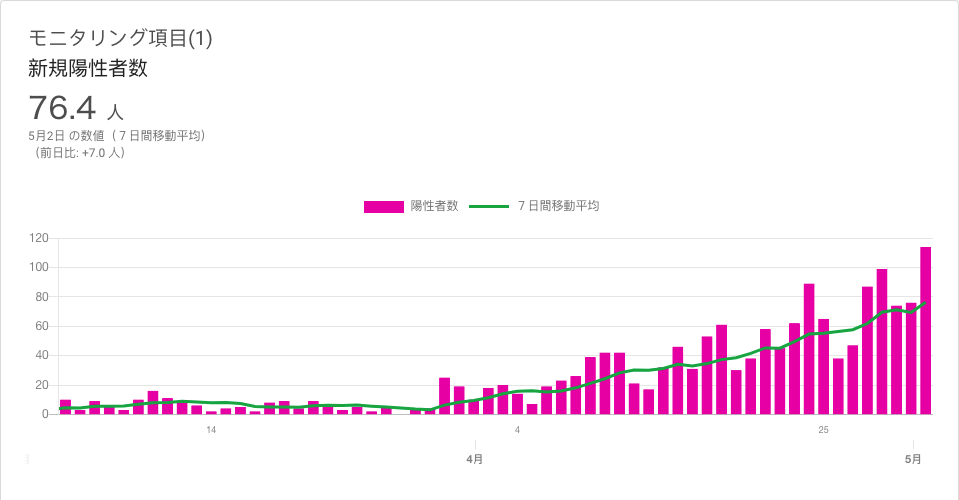 モニタリング項目(1)
新規陽性者数
76.4 人
5月2日 の数値（７日間移動平均）
（前日比: +7.0 人）
陽性者数 ７日間移動平均
120
100
80
60
40
20
0
14 4 25
4月 5月